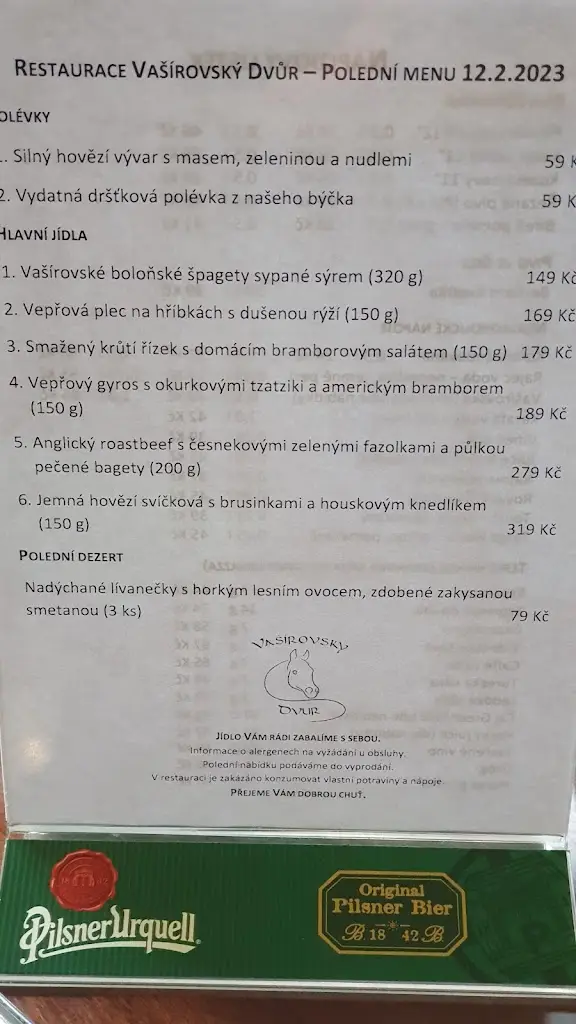 RESTAURACE VAŠÍROVSKÝ DVŮR – POLEDNÍ MENU 12.2.2023
OLÉVKY
. Silný hovězí vývar s masem, zeleninou a nudlemi 59 K
2. Vydatná dršťková polévka z našeho býčka 59 K
HLAVNÍ JÍDLA
1. Vašírovské boloňské špagety sypané sýrem (320 g) 149 Kč
2. Vepřová plec na hříbkách s dušenou rýží (150 g) 169 Kč
3. Smažený krůtí řízek s domácím bramborovým salátem (150 g) 179 Kč
4. Vepřový gyros s okurkovými tzatziki a americkým bramborem
(150 g) 189 Kč
5. Anglický roastbeef s česnekovými zelenými fazolkami a půlkou
pečené bagety (200 g) 279 Kč
6. Jemná hovězí svíčková s brusinkami a houskovým knedlíkem
(150 g) 319 Kč
POLEDNÍ DEZERT
Nadýchané lívanečky s horkým lesním ovocem, zdobené zakysanou
smetanou (3 ks) 79 Kč
VAŠÍROVSKÝ
DVŮR
JÍDLO VÁM RÁDI ZABALÍME S SEBOU.
Informace o alergenech na vyžádání u obsluhy.
Polední nabídku podáváme do vyprodání.
V restauraci je zakázáno konzumovat vlastní potraviny a nápoje.
PŘEJEME VÁM DOBROU CHUŤ.
Pilsner Urquell
Original
Pilsner Bier
B. 18 42 B.